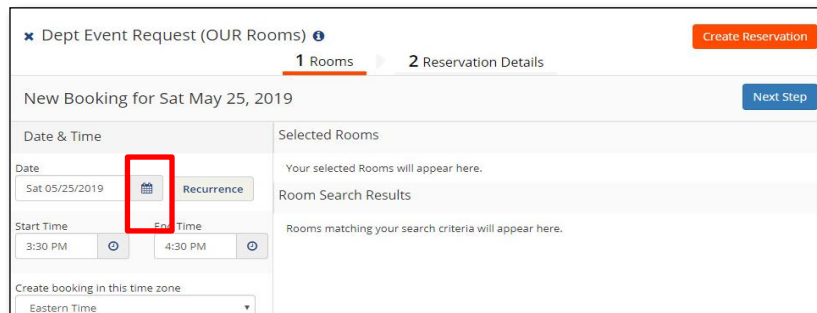 × Dept Event Request (OUR Rooms)
Create Reservation
1 Rooms 2 Reservation Details
New Booking for Sat May 25, 2019
Next Step
Date & Time
Selected Rooms
Date
Your selected Rooms will appear here.
Sat 05/25/2019 Recurrence
Room Search Results
Start Time End Time
Rooms matching your search criteria will appear here.
3:30 PM 4:30 PM
Create booking in this time zone
Eastern Time